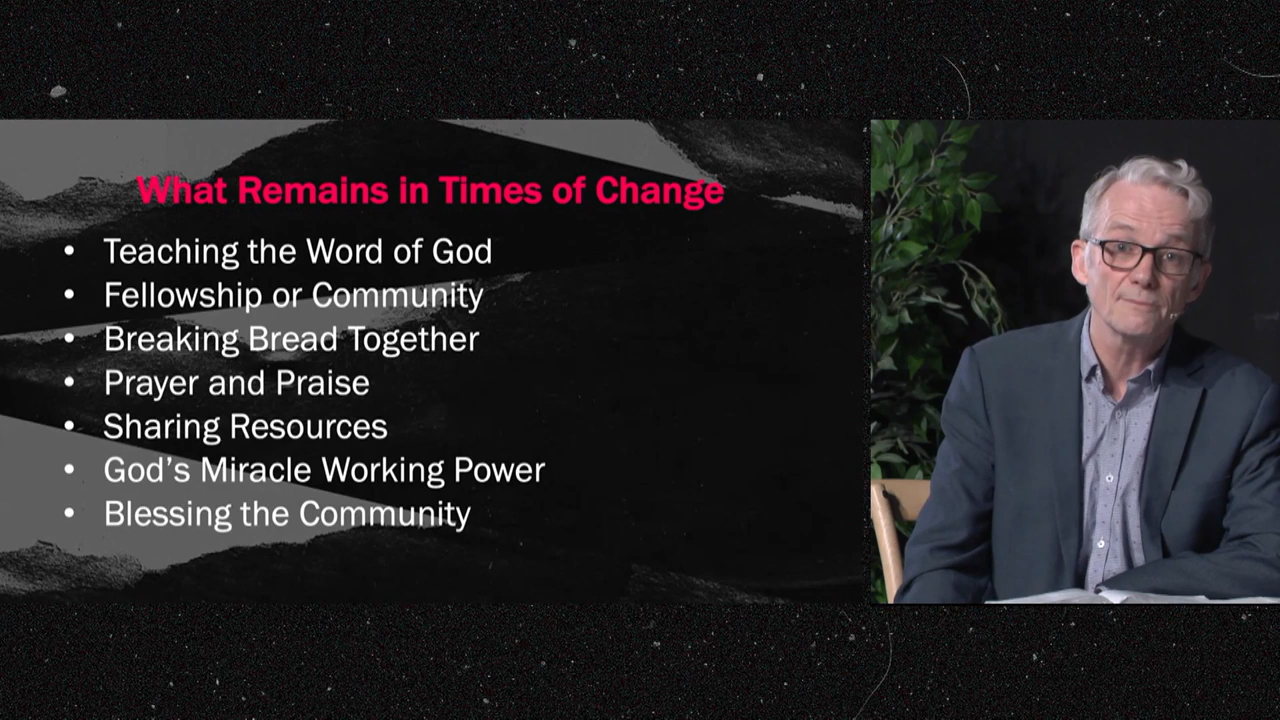 What Remains in Times of Change
• Teaching the Word of God
• Fellowship or Community
• Breaking Bread Together
• Prayer and Praise
• Sharing Resources
• God’s Miracle Working Power
• Blessing the Community